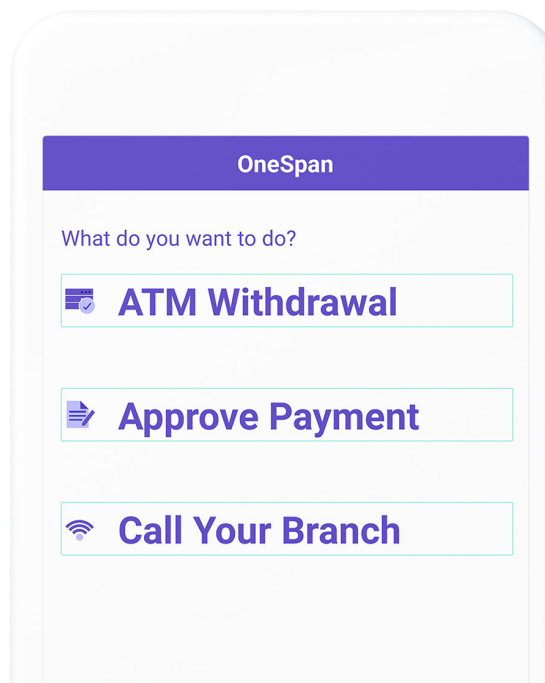 OneSpan
What do you want to do?
ATM Withdrawal
Approve Payment
Call Your Branch